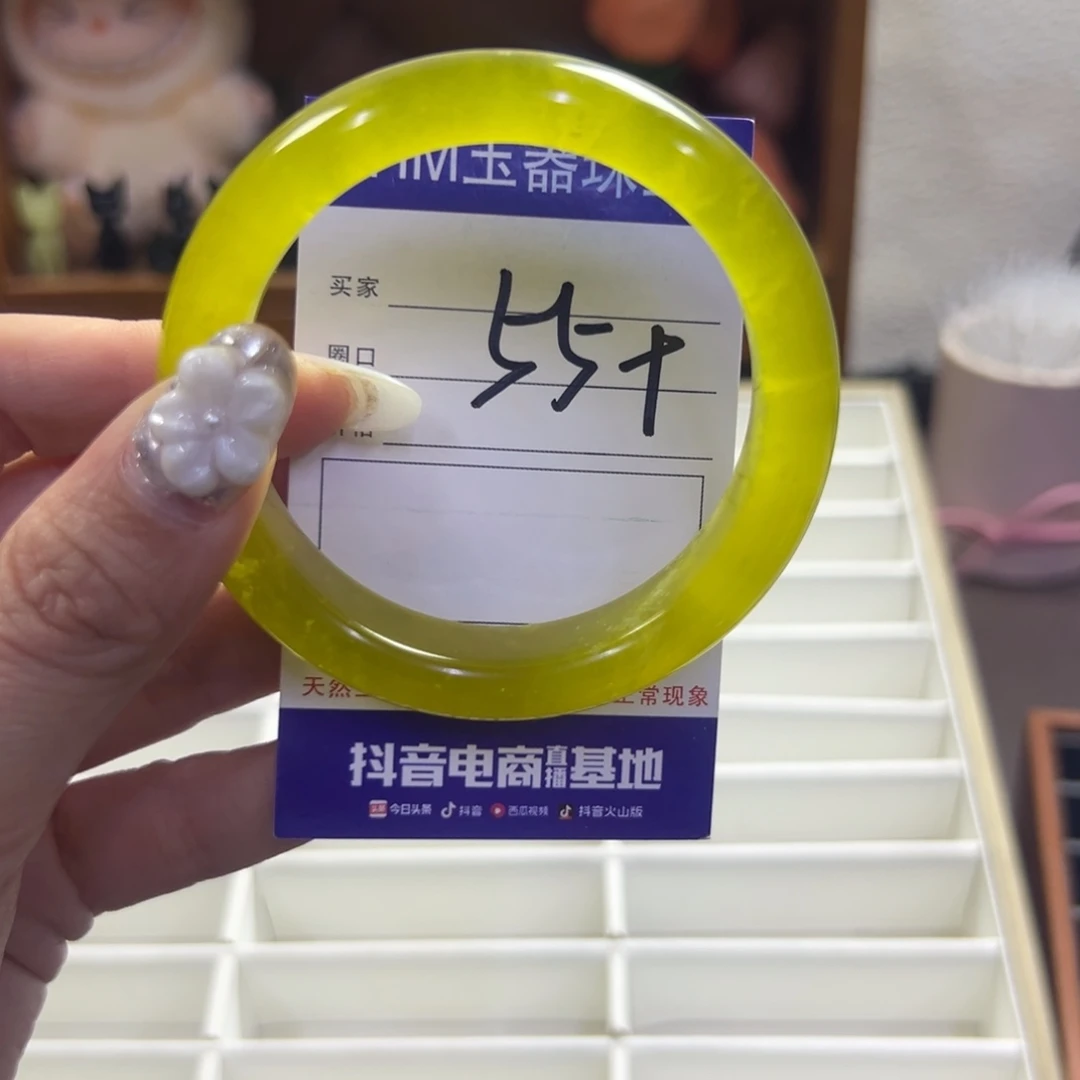 玉器珠
买家
55+
圈口
天然
正常现象
抖音电商直播基地
今日头条 抖音 西瓜视频 抖音火山版